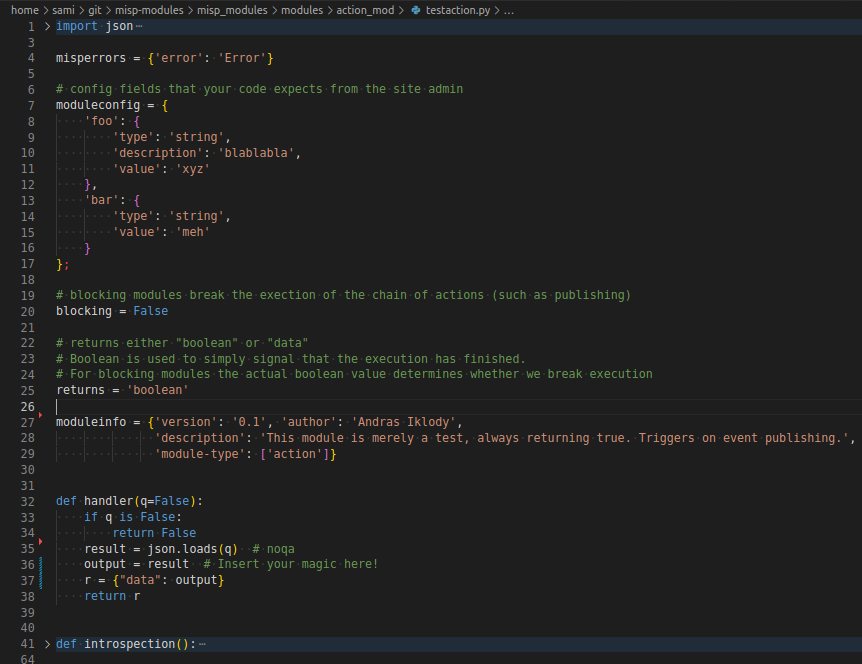 home > sami > git > misp-modules > misp_modules > modules > action_mod > testaction.py > ...
1 import json…
3
4 misperrors = {'error': 'Error'}
5
6 # config fields that your code expects from the site admin
7 moduleconfig = {
8     'foo': {
9         'type': 'string',
10         'description': 'blablabla',
11         'value': 'xyz'
12     },
13     'bar': {
14         'type': 'string',
15         'value': 'meh'
16     }
17 };
18
19 # blocking modules break the exection of the chain of actions (such as publishing)
20 blocking = False
21
22 # returns either "boolean" or "data"
23 # Boolean is used to simply signal that the execution has finished.
24 # For blocking modules the actual boolean value determines whether we break execution
25 returns = 'boolean'
26
27 moduleinfo = {'version': '0.1', 'author': 'Andras Iklody',
28               'description': 'This module is merely a test, always returning true. Triggers on event publishing.',
29               'module-type': ['action']}
30
31
32 def handler(q=False):
33     if q is False:
34         return False
35     result = json.loads(q)  # noqa
36     output = result  # Insert your magic here!
37     r = {"data": output}
38     return r
39
40
41 def introspection():…
64